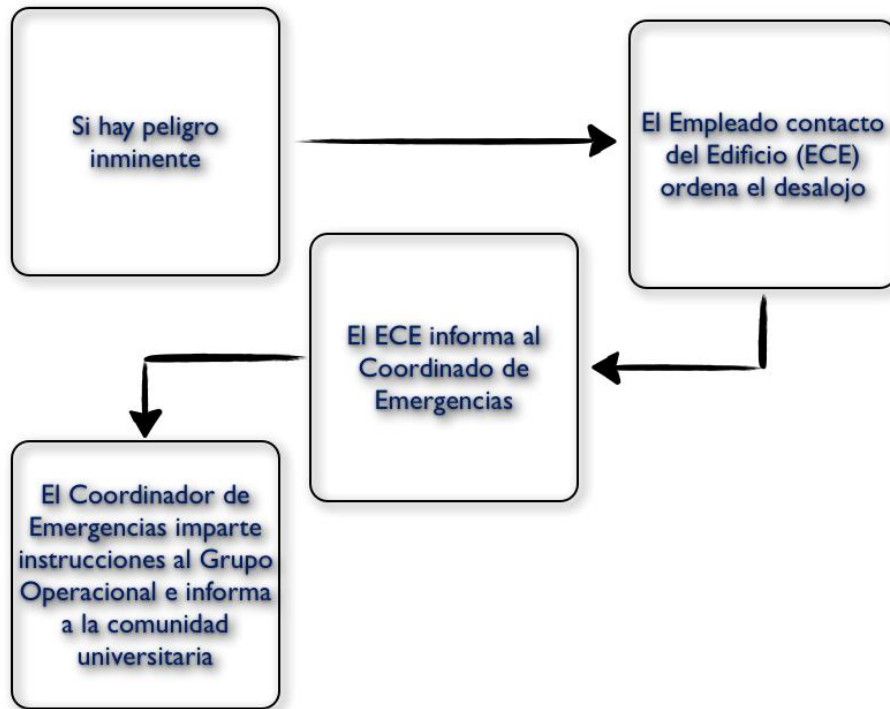 Si hay peligro
inminente
El Empleado contacto
del Edificio (ECE)
ordena el desalojo
El ECE informa al
Coordinado de
Emergencias
El Coordinador de
Emergencias imparte
instrucciones al Grupo
Operacional e informa
a la comunidad
universitaria